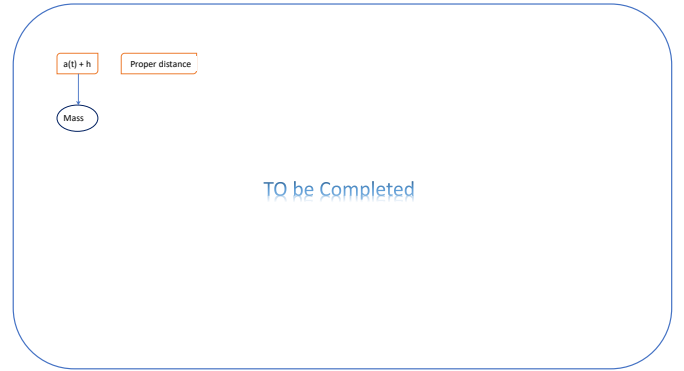 a(t) + h
Proper distance
Mass
TO be Completed